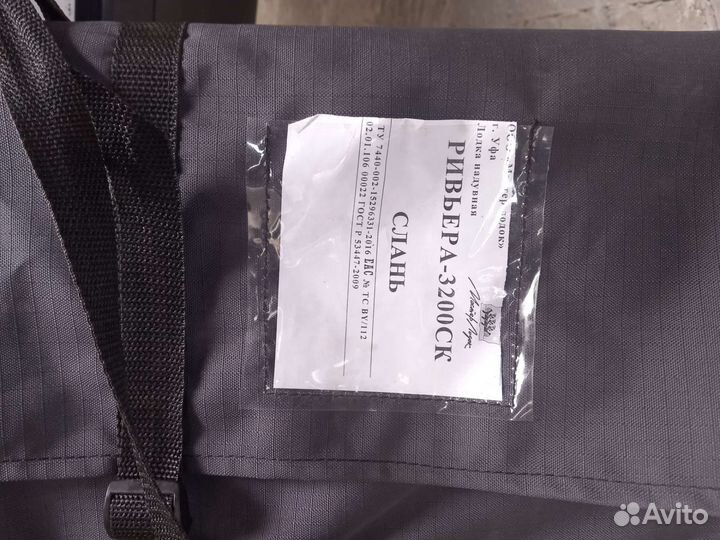 лодок»
г. Уфа
Лодка надувная
РИВЬЕРА-3200СК
СЛАНЬ
ТУ 7440-002-15296331-2016 ЕАС № ТС BY/112
02.01.106 00022 ГОСТ Р 53447-2009
Avito